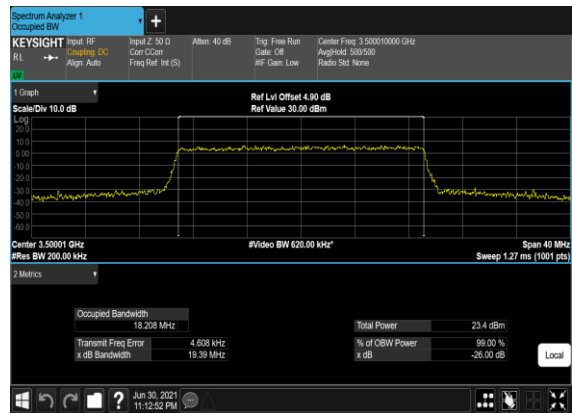 Spectrum Analyzer 1
Occupied BW
+
KEYSIGHT Input: RF Input Z: 50 Ω Atten: 40 dB Trig: Free Run Center Freq: 3.500010000 GHz
RL Coupling: DC Corr CCorr Gate: Off Avg|Hold: 500/500
Align: Auto Freq Ref: Int (S) #IF Gain: Low Radio Std: None
LW
1 Graph
Ref Lvl Offset 4.90 dB
Scale/Div 10.0 dB Ref Value 30.00 dBm
Log
20.0
10.0
0.00
-10.0
-20.0
-30.0
-40.0
-50.0
-60.0
Center 3.50001 GHz #Video BW 620.00 kHz* Span 40 MHz
#Res BW 200.00 kHz Sweep 1.27 ms (1001 pts)
2 Metrics
Occupied Bandwidth
18.208 MHz Total Power 23.4 dBm
Transmit Freq Error 4.608 kHz % of OBW Power 99.00 %
x dB Bandwidth 19.39 MHz x dB -26.00 dB
Local
? Jun 30, 2021
11:12:52 PM